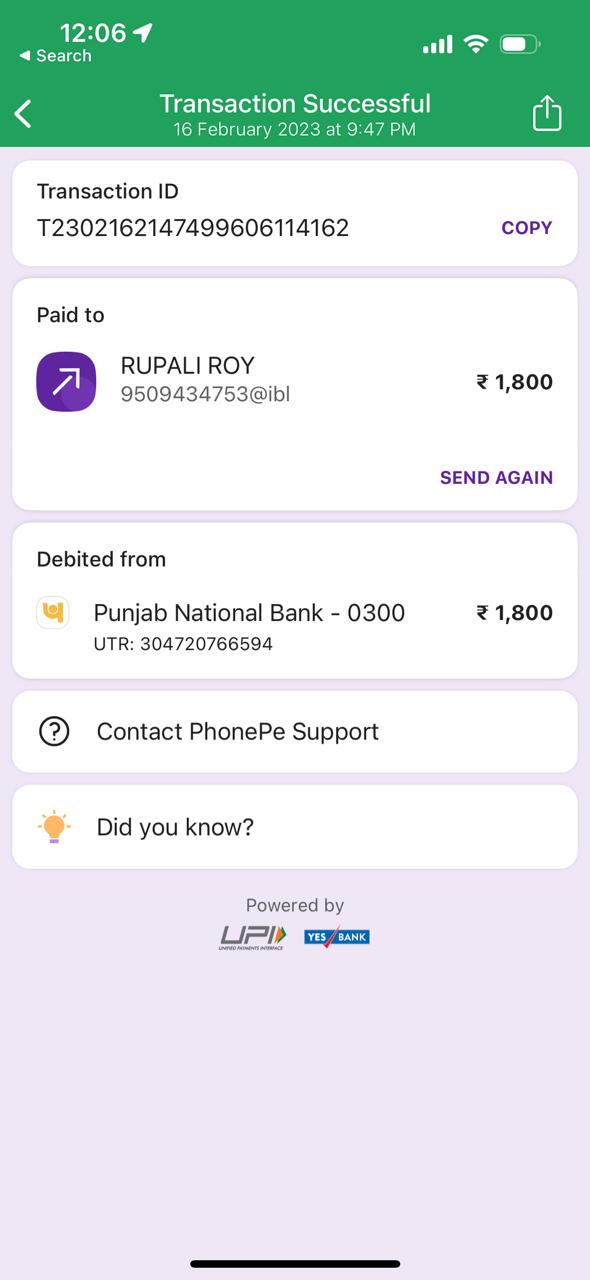 12:06
◀ Search
Transaction Successful
16 February 2023 at 9:47 PM
Transaction ID
T2302162147499606114162
COPY
Paid to
RUPALI ROY
9509434753@ibl
₹ 1,800
SEND AGAIN
Debited from
Punjab National Bank - 0300
₹ 1,800
UTR: 304720766594
Contact PhonePe Support
Did you know?
Powered by
UPI
UNIFIED PAYMENTS INTERFACE
YES BANK